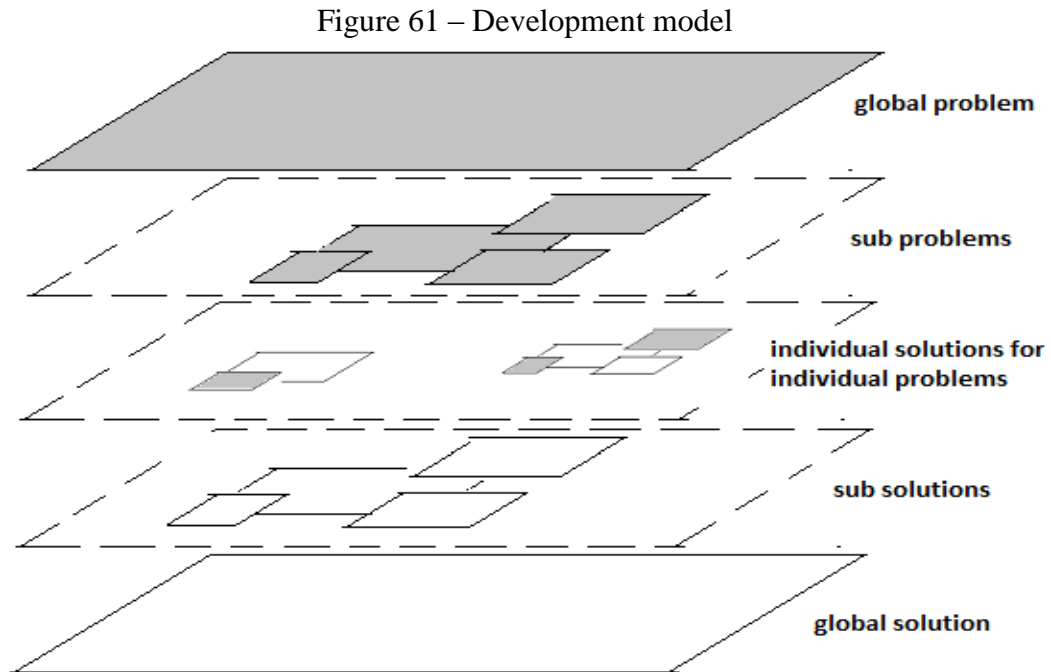 Figure 61 – Development model
global problem
sub problems
individual solutions for
individual problems
sub solutions
global solution